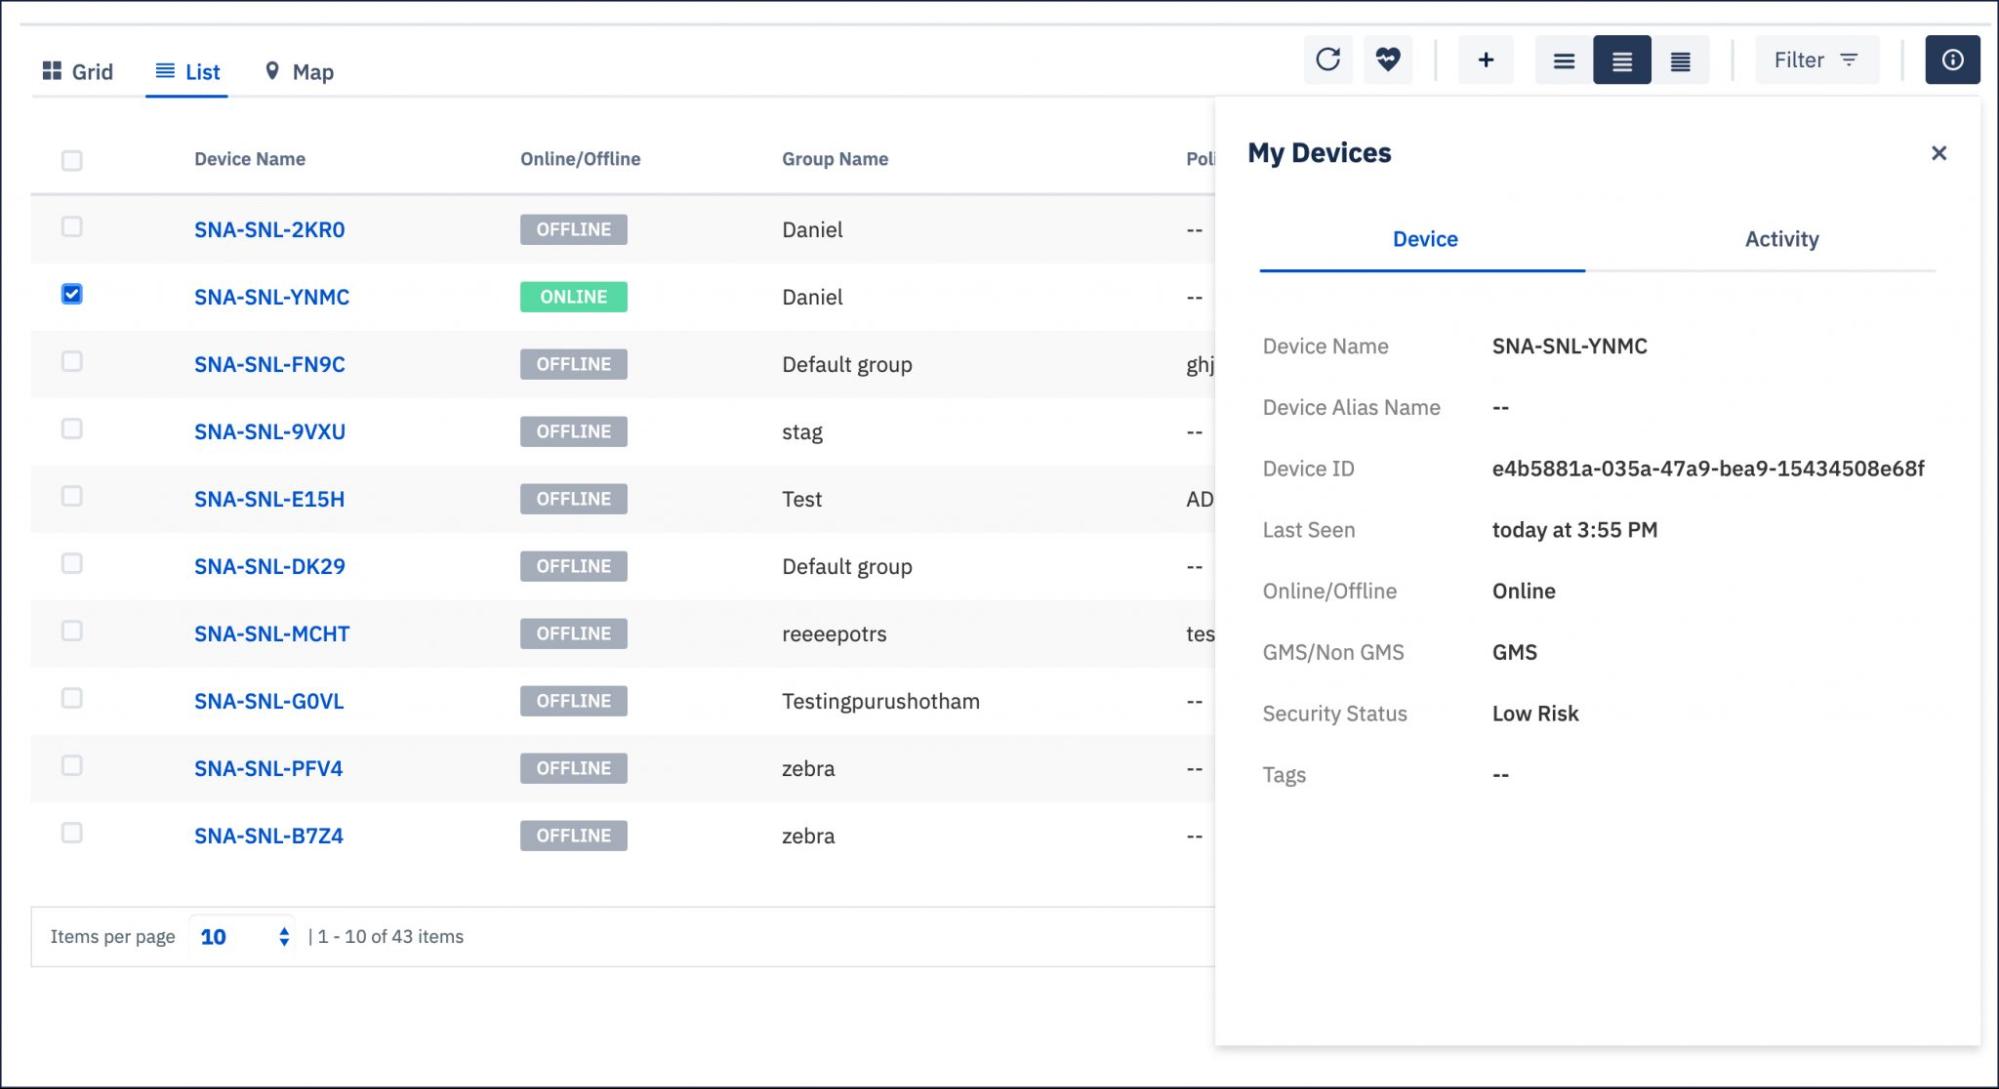 Grid List Map Filter
Device Name Online/Offline Group Name Poli
SNA-SNL-2KR0 OFFLINE Daniel --
SNA-SNL-YNMC ONLINE Daniel --
SNA-SNL-FN9C OFFLINE Default group ghj
SNA-SNL-9VXU OFFLINE stag --
SNA-SNL-E15H OFFLINE Test AD
SNA-SNL-DK29 OFFLINE Default group --
SNA-SNL-MCHT OFFLINE reeeepotrs tes
SNA-SNL-G0VL OFFLINE Testingpurushotham --
SNA-SNL-PFV4 OFFLINE zebra --
SNA-SNL-B7Z4 OFFLINE zebra --
Items per page 10 | 1 - 10 of 43 items
My Devices
Device Activity
Device Name SNA-SNL-YNMC
Device Alias Name --
Device ID e4b5881a-035a-47a9-bea9-15434508e68f
Last Seen today at 3:55 PM
Online/Offline Online
GMS/Non GMS GMS
Security Status Low Risk
Tags --